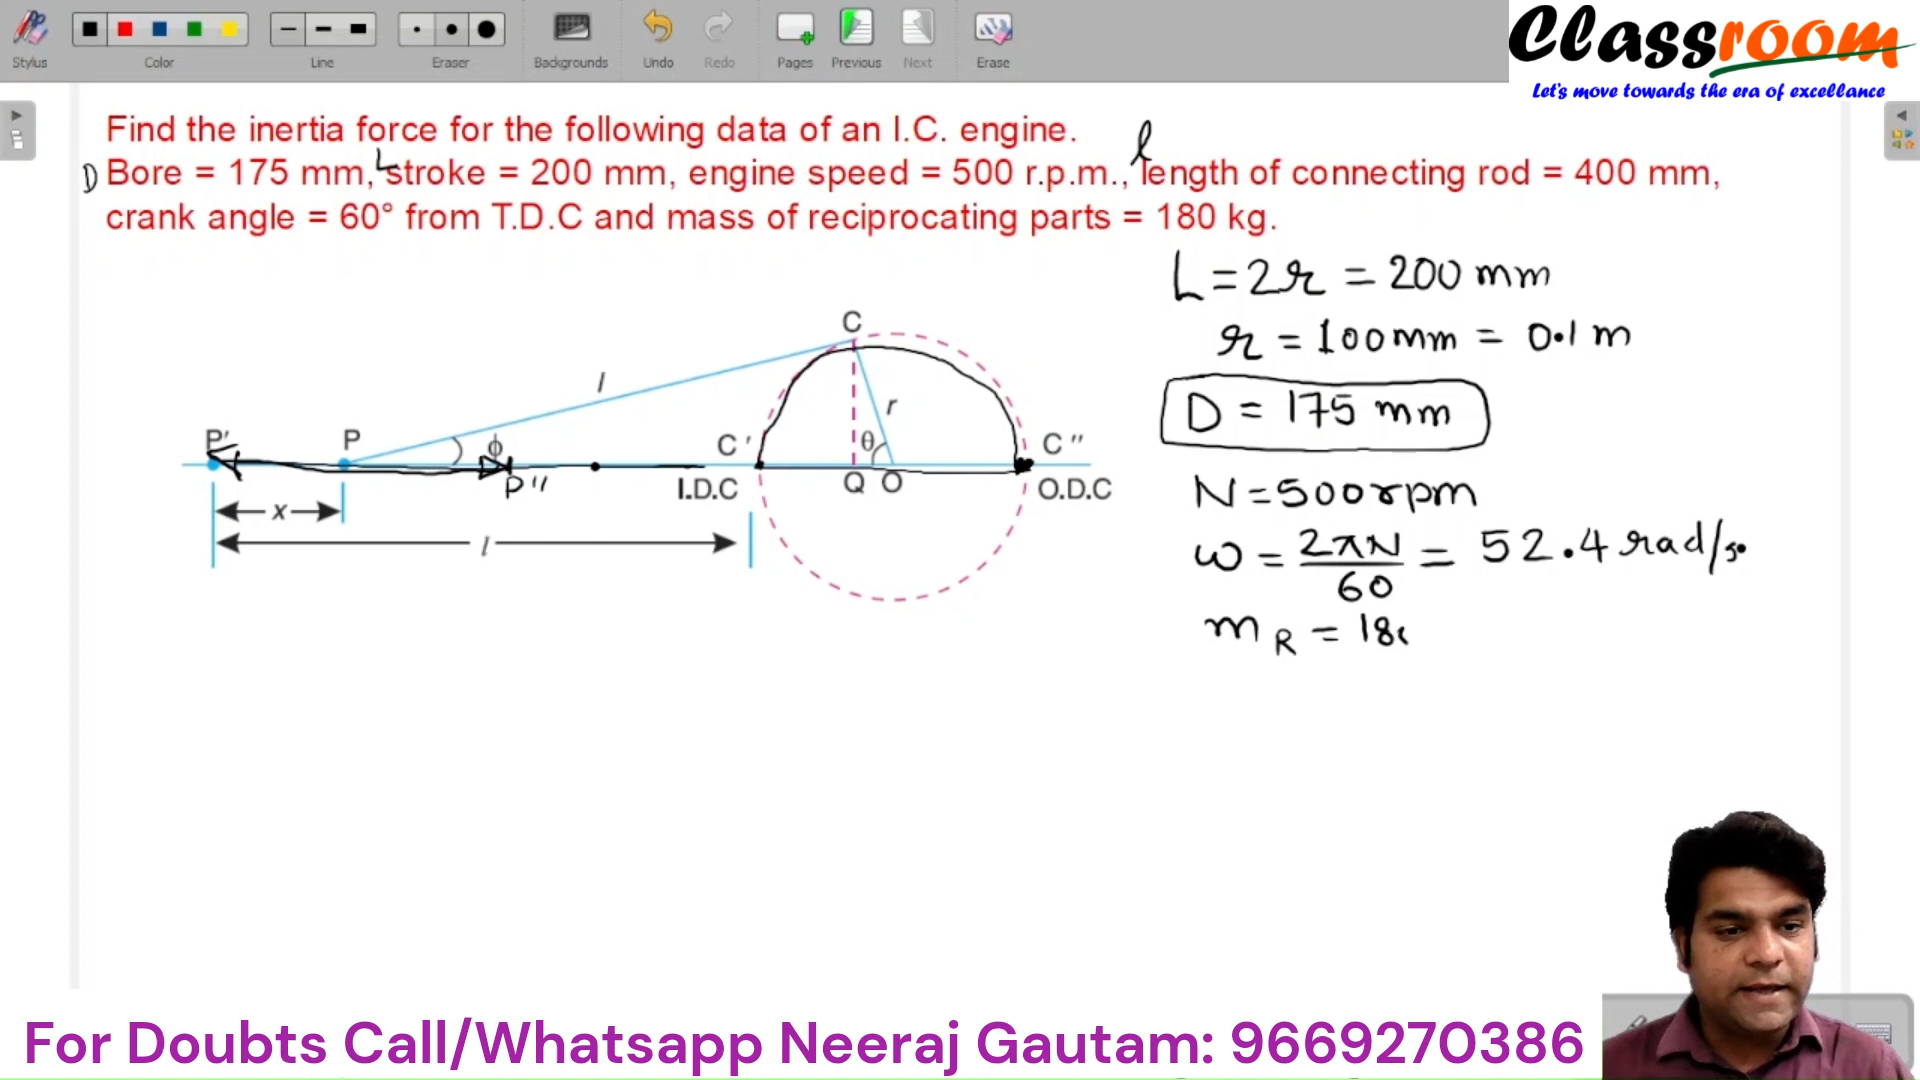 Stylus
Color
Line
Eraser
Backgrounds
Undo
Redo
Pages
Previous
Next
Erase
Classroom
Let's move towards the era of excellance
Find the inertia force for the following data of an I.C. engine.
D Bore = 175 mm, L stroke = 200 mm, engine speed = 500 r.p.m., l length of connecting rod = 400 mm,
crank angle = 60° from T.D.C and mass of reciprocating parts = 180 kg.
L = 2r = 200 mm
r = 100 mm = 0.1 m
D = 175 mm
N = 500 rpm
ω = 2πN/60 = 52.4 rad/s.
m R = 18
C
l
r
P'
P
ϕ
C'
θ
C"
P"
I.D.C
Q
O
O.D.C
x
l
For Doubts Call/Whatsapp Neeraj Gautam: 9669270386